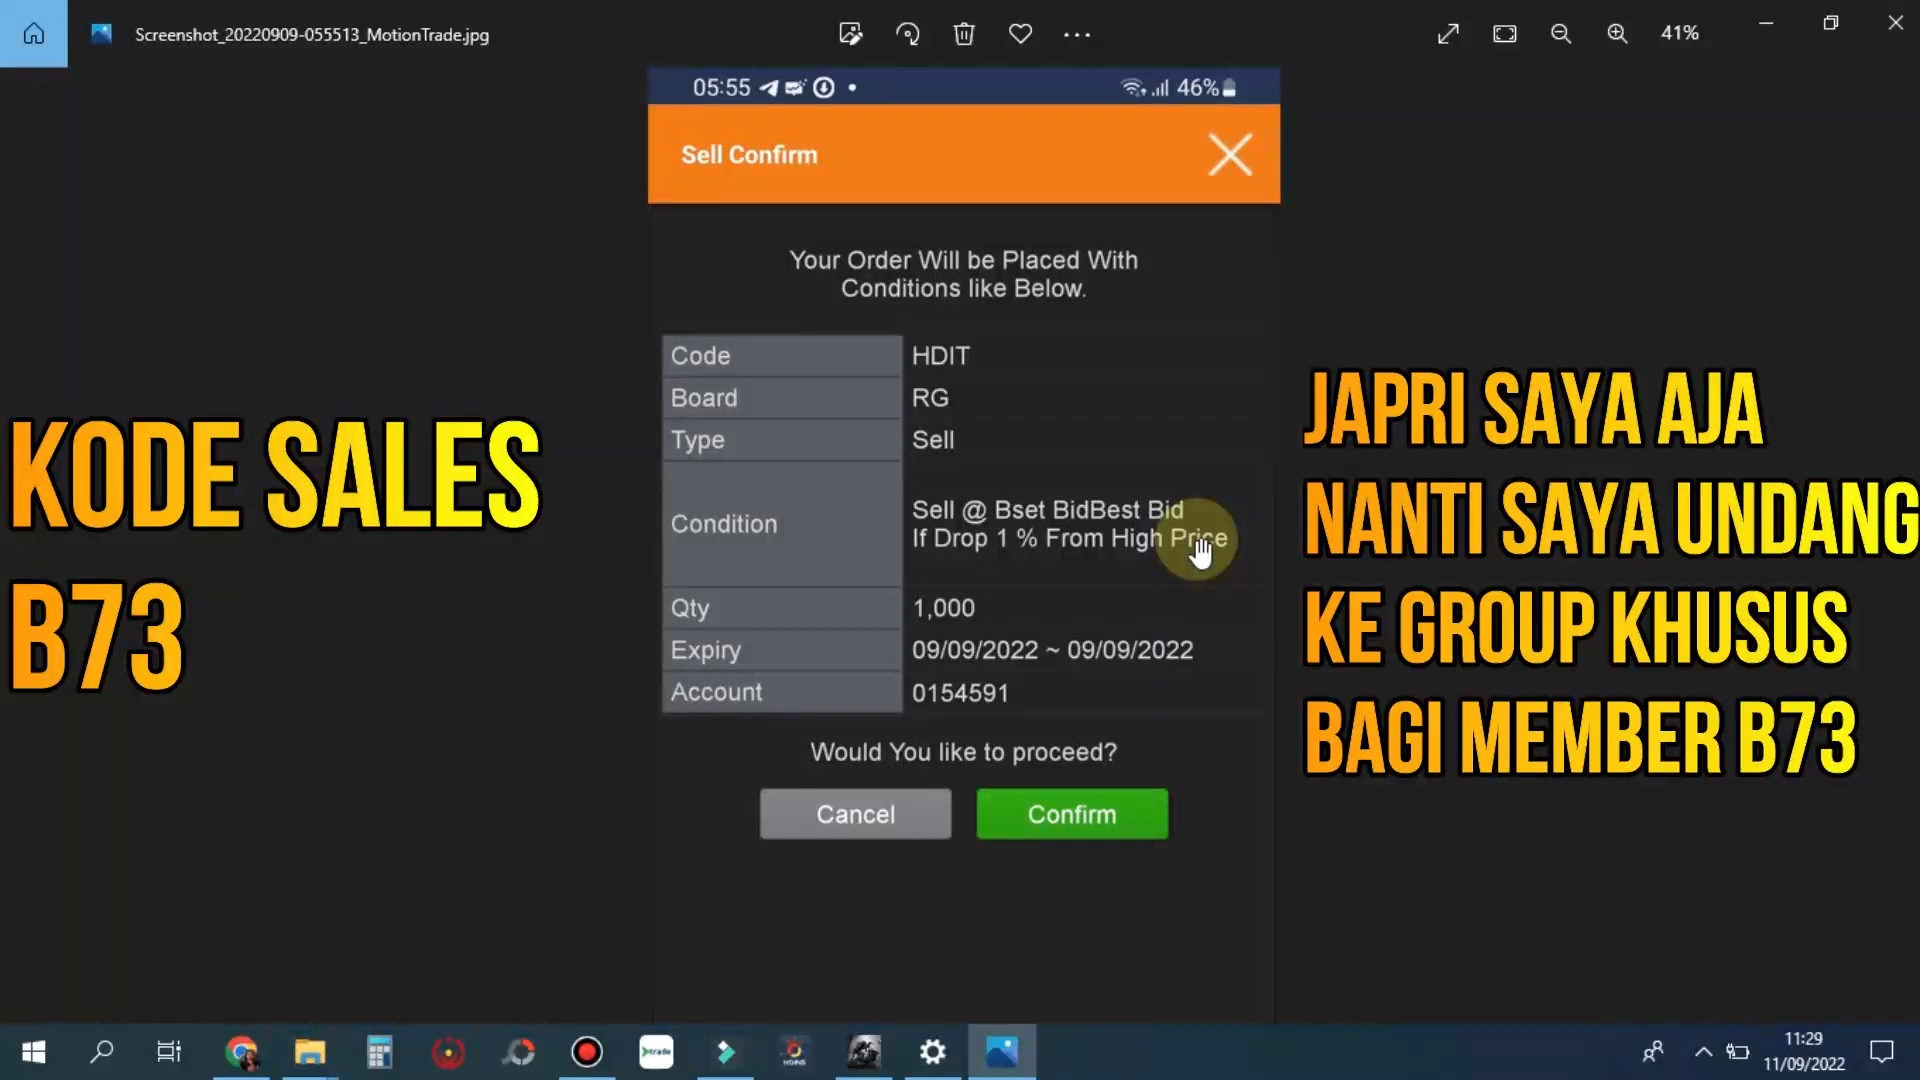 Screenshot_20220909-055513_MotionTrade.jpg
41%
05:55
46%
Sell Confirm
Your Order Will be Placed With
Conditions like Below.
Code HDIT
Board RG
Type Sell
Condition Sell @ Bset BidBest Bid
If Drop 1 % From High Price
Qty 1,000
Expiry 09/09/2022 ~ 09/09/2022
Account 0154591
Would You like to proceed?
Cancel Confirm
KODE SALES
B73
JAPRI SAYA AJA
NANTI SAYA UNDANG
KE GROUP KHUSUS
BAGI MEMBER B73
trade
HOTS
11:29
11/09/2022